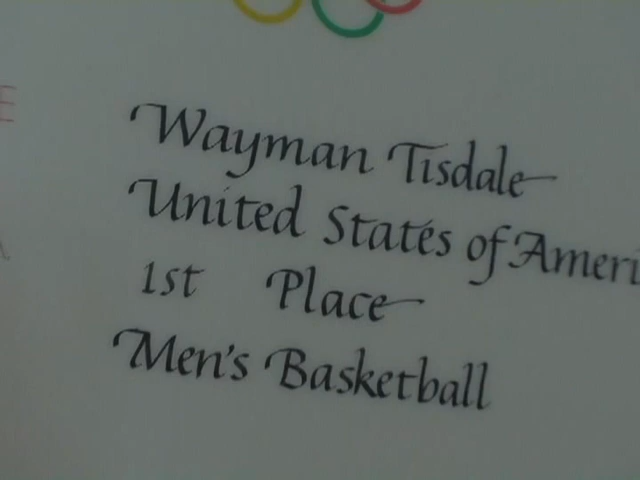 Wayman Tisdale
United States of Ameri
1st Place
Men's Basketball